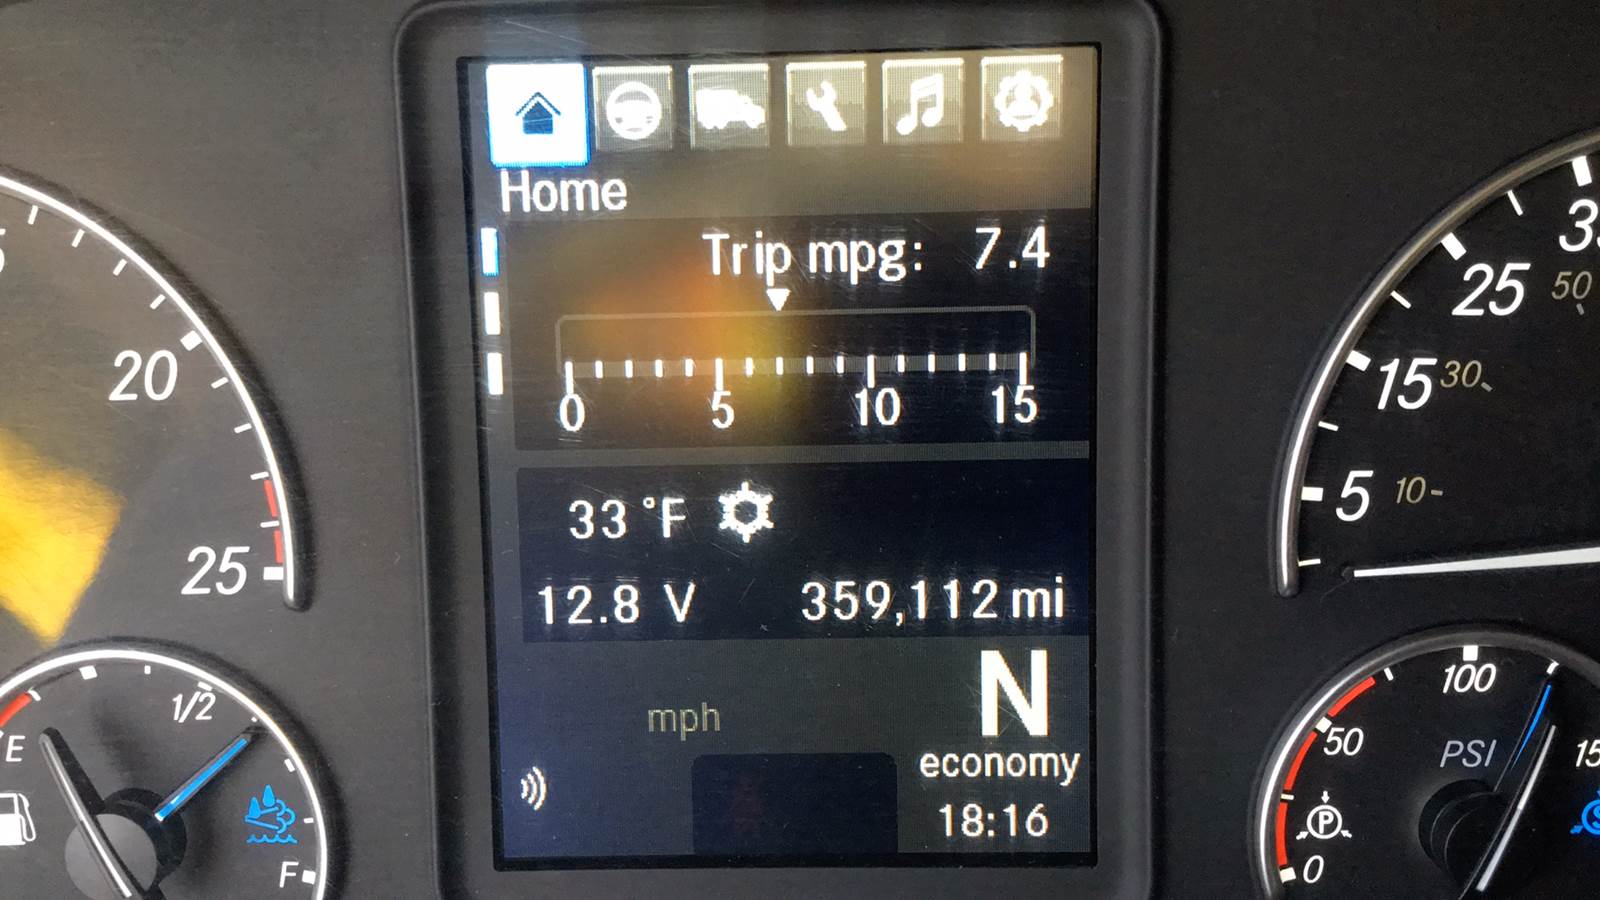 Home
Trip mpg: 7.4
0 5 10 15
33 °F
12.8 V 359,112 mi
mph
N
economy
18:16
20
25
E 1/2 F
25 50
15 30
5 10
100
50
PSI
P
0